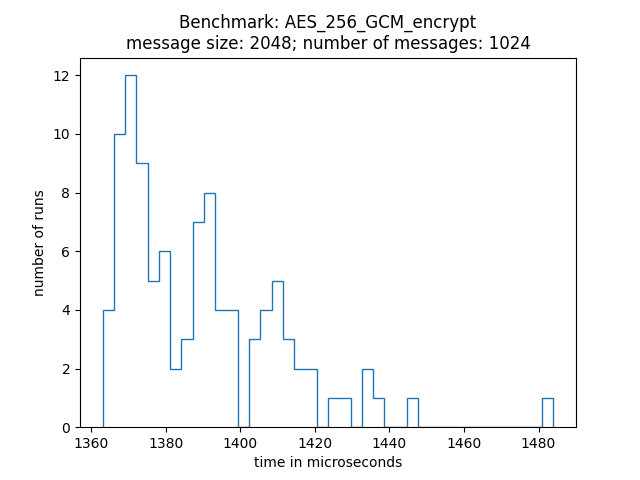 Benchmark: AES_256_GCM_encrypt
message size: 2048; number of messages: 1024
number of runs
12
10
8
6
4
2
0
1360 1380 1400 1420 1440 1460 1480
time in microseconds